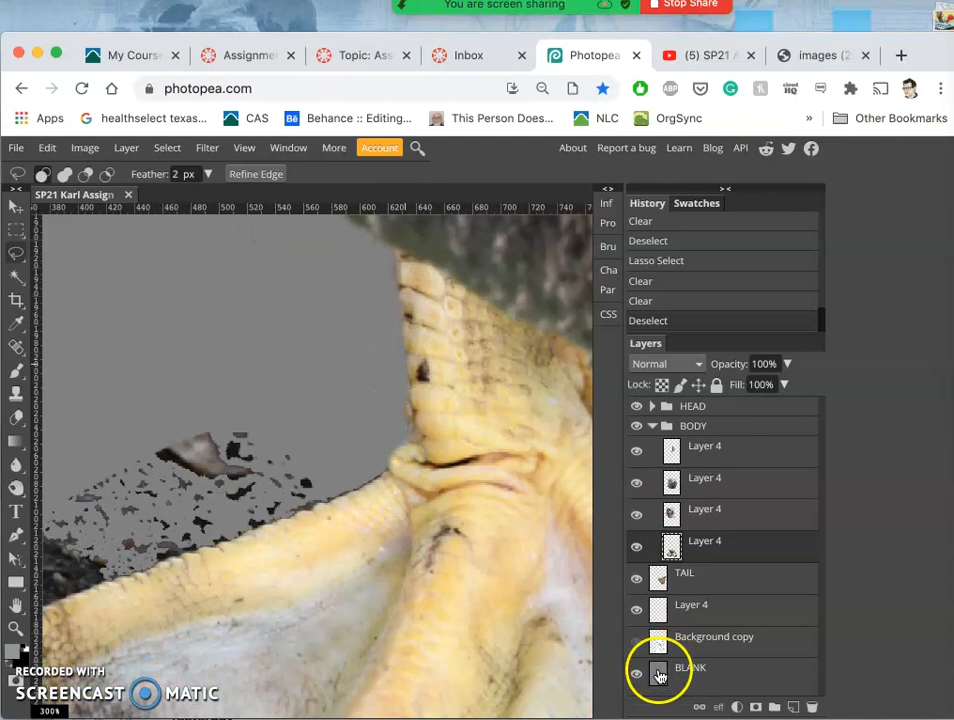 You are screen sharing
Stop Share
My Course
Assignment
Topic: Ass
Inbox
Photopea
(5) SP21 A
images (2
photopea.com
Apps
healthselect texas...
CAS
Behance :: Editing...
This Person Does...
NLC
OrgSync
»
Other Bookmarks
File Edit Image Layer Select Filter View Window More Account
About Report a bug Learn Blog API
Feather: 2 px
Refine Edge
SP21 Karl Assign
380 400 420 440 460 480 500 520 540 560 580 600 620 640 660 680 700 720 740
Inf
Pro
Bru
Cha
Par
CSS
History Swatches
Clear
Deselect
Lasso Select
Clear
Clear
Deselect
Layers
Normal Opacity: 100%
Lock: Fill: 100%
HEAD
BODY
Layer 4
Layer 4
Layer 4
Layer 4
TAIL
Layer 4
Background copy
BLANK
eff
RECORDED WITH
SCREENCAST MATIC
300%